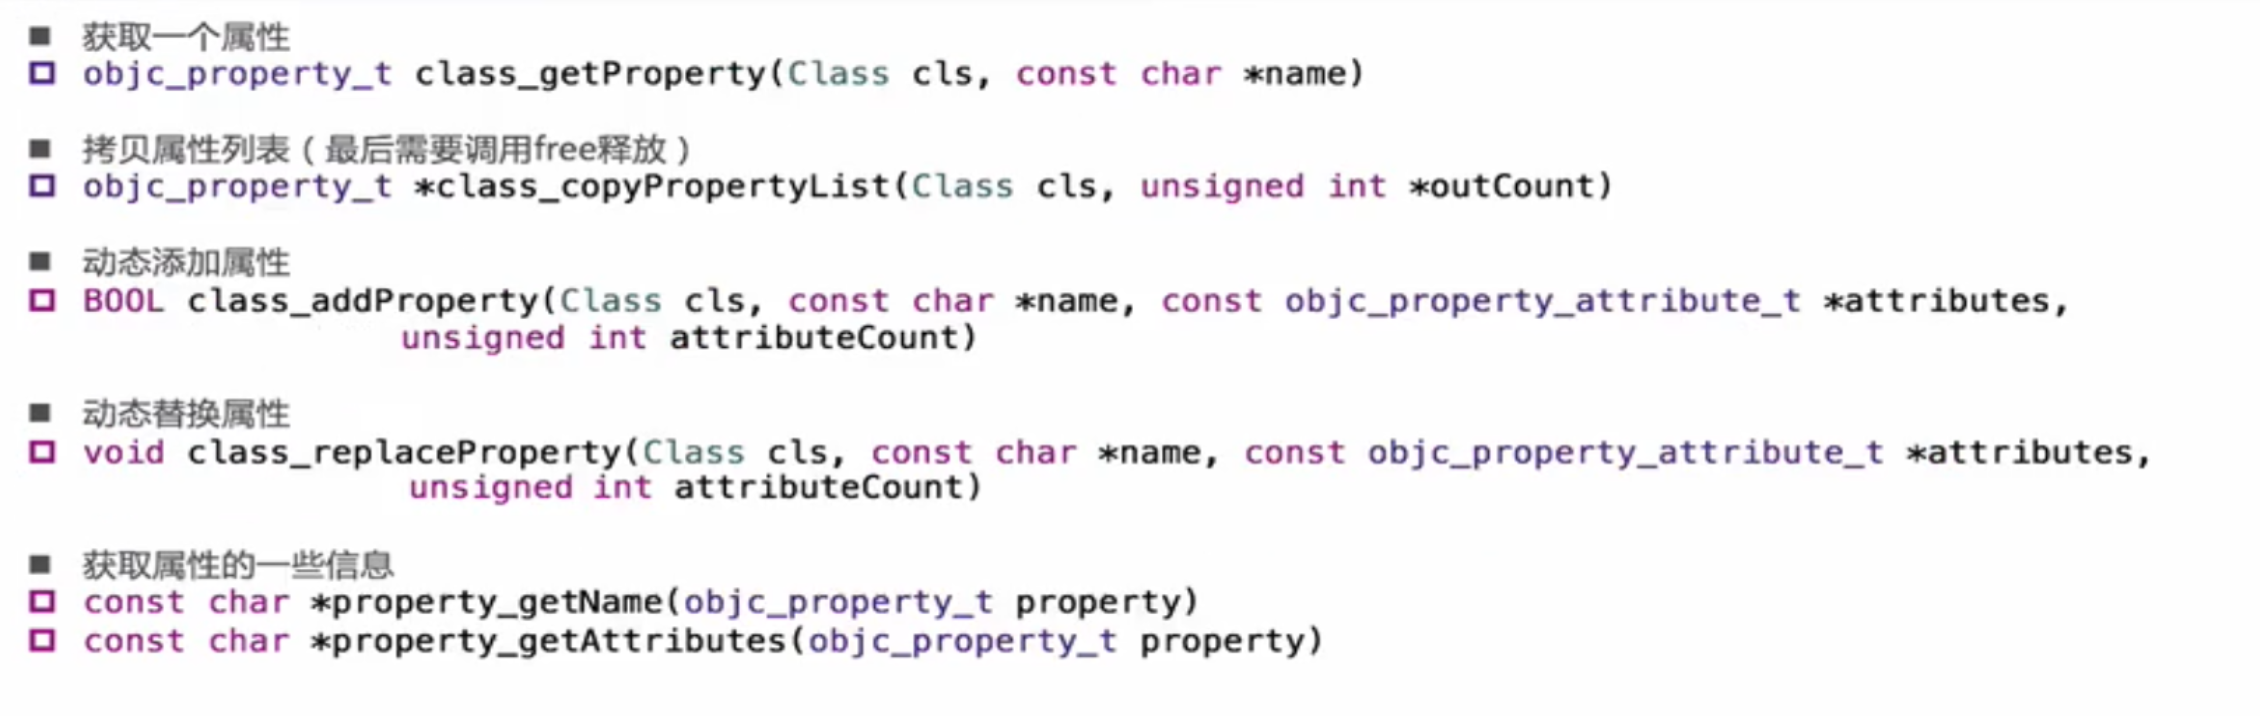 获取一个属性
objc_property_t class_getProperty(Class cls, const char *name)
拷贝属性列表（最后需要调用free释放）
objc_property_t *class_copyPropertyList(Class cls, unsigned int *outCount)
动态添加属性
BOOL class_addProperty(Class cls, const char *name, const objc_property_attribute_t *attributes,
unsigned int attributeCount)
动态替换属性
void class_replaceProperty(Class cls, const char *name, const objc_property_attribute_t *attributes,
unsigned int attributeCount)
获取属性的一些信息
const char *property_getName(objc_property_t property)
const char *property_getAttributes(objc_property_t property)